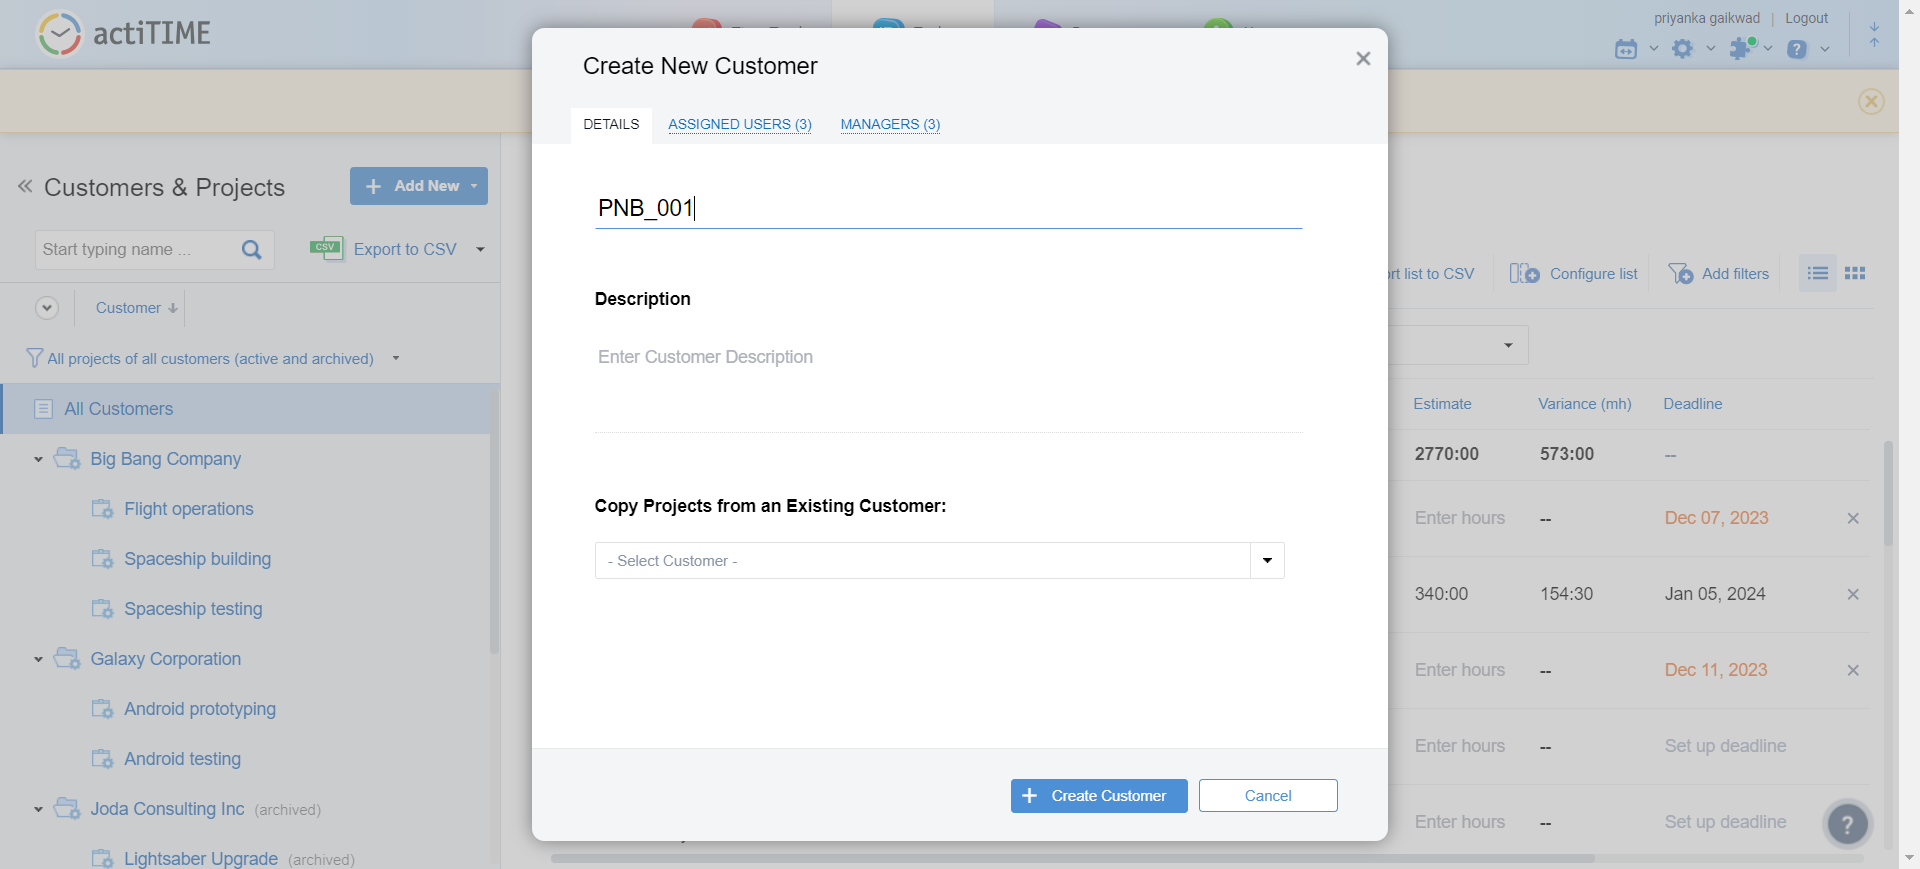 actiTIME
priyanka gaikwad | Logout
Create New Customer
DETAILS ASSIGNED USERS (3) MANAGERS (3)
Customers & Projects
Add New
PNB_001
Start typing name ...
CSV Export to CSV
ort list to CSV Configure list Add filters
Description
Customer
Enter Customer Description
All projects of all customers (active and archived)
All Customers
Estimate Variance (mh) Deadline
Big Bang Company
2770:00 573:00 --
Flight operations
Copy Projects from an Existing Customer:
Enter hours -- Dec 07, 2023
Spaceship building
- Select Customer -
Spaceship testing
340:00 154:30 Jan 05, 2024
Galaxy Corporation
Enter hours -- Dec 11, 2023
Android prototyping
Enter hours -- Set up deadline
Android testing
Create Customer Cancel
Joda Consulting Inc (archived)
Enter hours -- Set up deadline
?
Lightsaber Upgrade (archived)